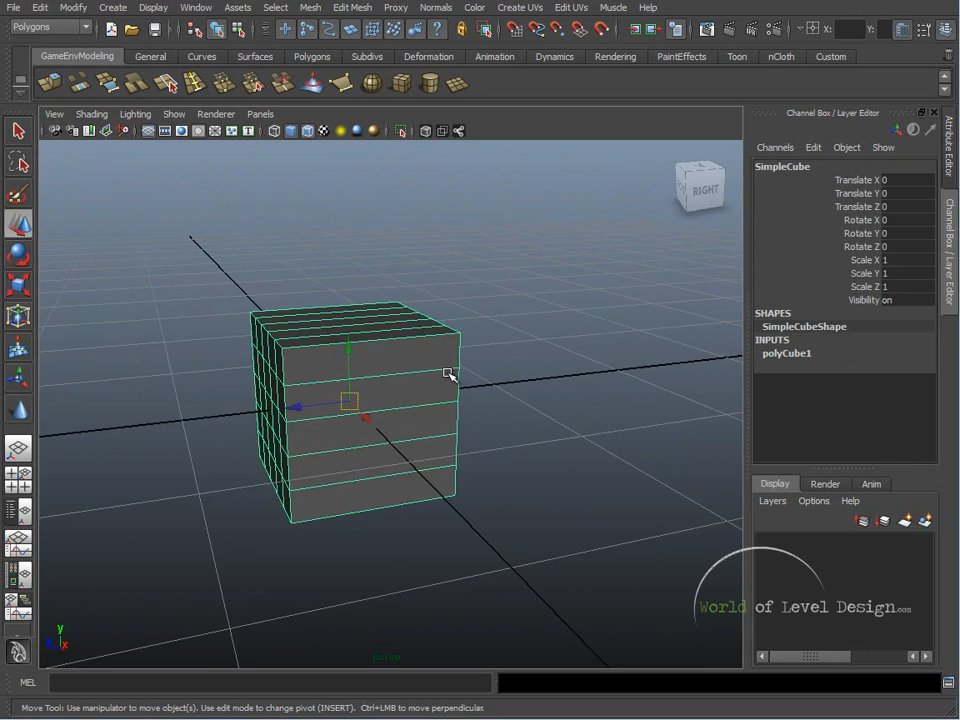 File Edit Modify Create Display Window Assets Select Mesh Edit Mesh Proxy Normals Color Create UVs Edit UVs Muscle Help
Polygons X: Y:
GameEnvModeling General Curves Surfaces Polygons Subdivs Deformation Animation Dynamics Rendering PaintEffects Toon nCloth Custom
View Shading Lighting Show Renderer Panels
Channel Box / Layer Editor
Channels Edit Object Show
SimpleCube
Translate X 0
Translate Y 0
Translate Z 0
Rotate X 0
Rotate Y 0
Rotate Z 0
Scale X 1
Scale Y 1
Scale Z 1
Visibility on
SHAPES
SimpleCubeShape
INPUTS
polyCube1
Attribute Editor
Channel Box / Layer Editor
RIGHT
Display Render Anim
Layers Options Help
World of Level Design.com
y
z x
persp
MEL
Move Tool: Use manipulator to move object(s). Use edit mode to change pivot (INSERT). Ctrl+LMB to move perpendicular.